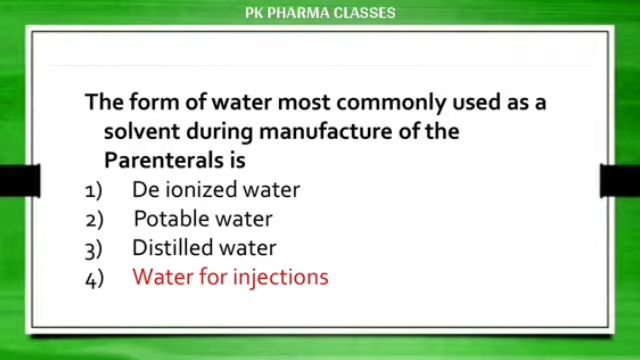 PK PHARMA CLASSES
The form of water most commonly used as a
solvent during manufacture of the
Parenterals is
1) De ionized water
2) Potable water
3) Distilled water
4) Water for injections